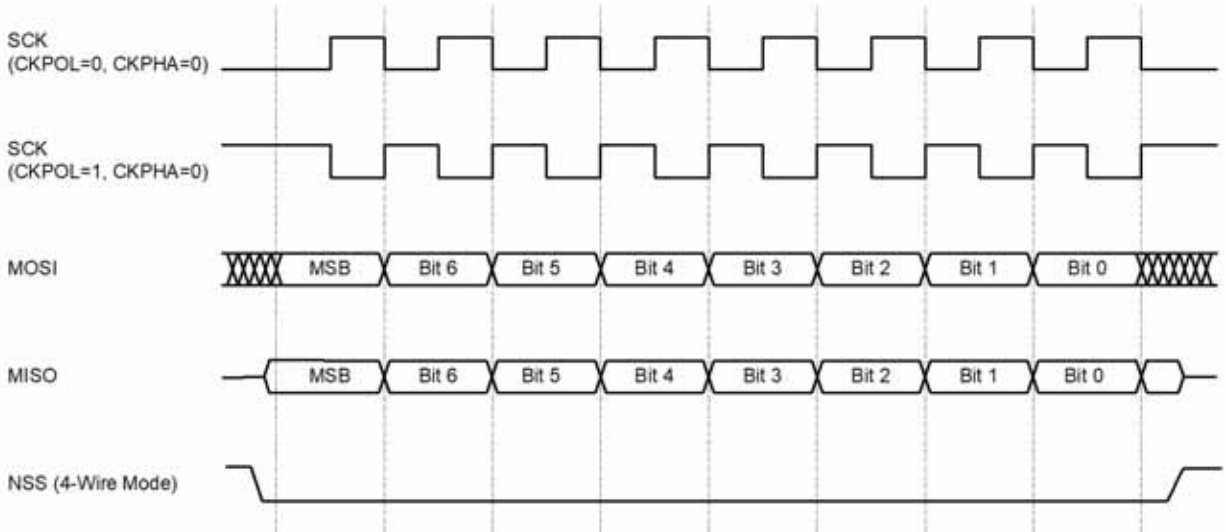 SCK
(CKPOL=0, CKPHA=0)
SCK
(CKPOL=1, CKPHA=0)
MOSI MSB Bit 6 Bit 5 Bit 4 Bit 3 Bit 2 Bit 1 Bit 0
MISO MSB Bit 6 Bit 5 Bit 4 Bit 3 Bit 2 Bit 1 Bit 0
NSS (4-Wire Mode)